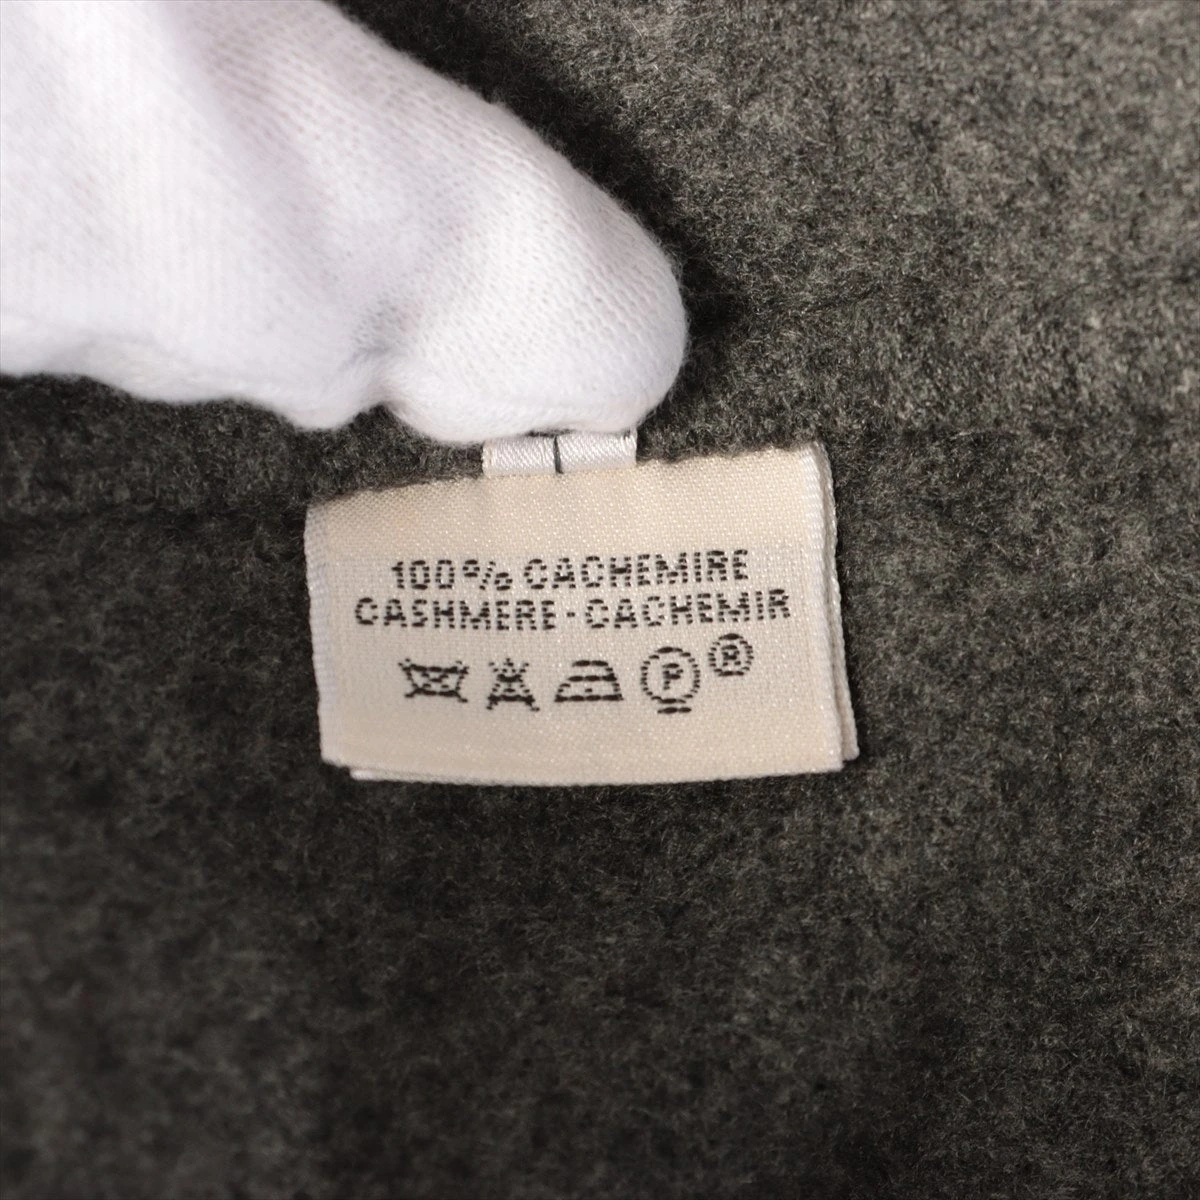 100% CACHEMIRE
CASHMERE - CACHEMIR
P ®